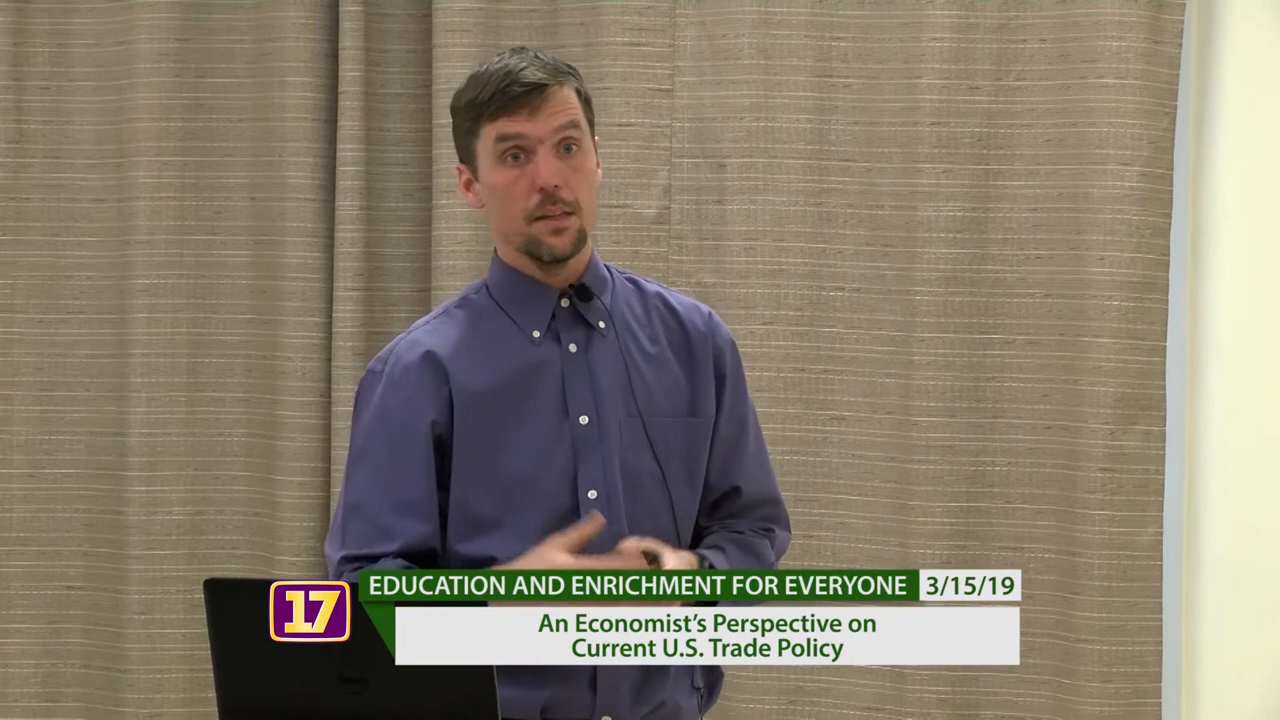 17
EDUCATION AND ENRICHMENT FOR EVERYONE 3/15/19
An Economist's Perspective on
Current U.S. Trade Policy